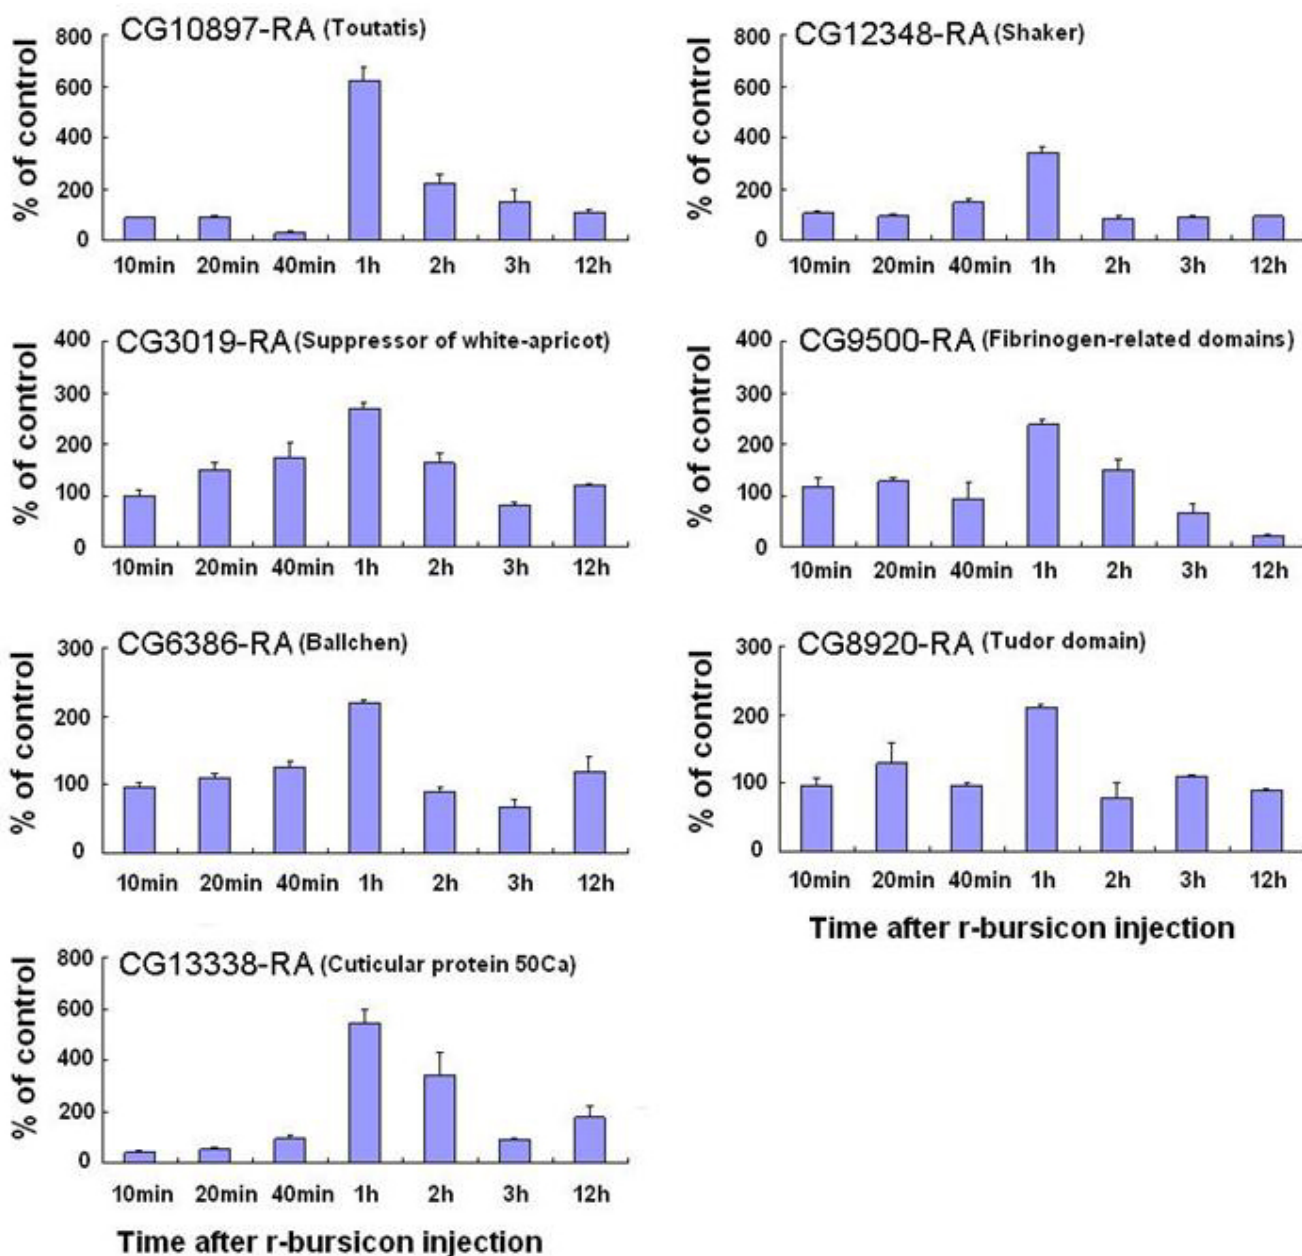 CG10897-RA (Toutatis)
% of control
800
600
400
200
0
10min 20min 40min 1h 2h 3h 12h
CG12348-RA (Shaker)
% of control
800
600
400
200
0
10min 20min 40min 1h 2h 3h 12h
CG3019-RA (Suppressor of white-apricot)
% of control
400
300
200
100
0
10min 20min 40min 1h 2h 3h 12h
CG9500-RA (Fibrinogen-related domains)
% of control
400
300
200
100
0
10min 20min 40min 1h 2h 3h 12h
CG6386-RA (Ballchen)
% of control
300
200
100
0
10min 20min 40min 1h 2h 3h 12h
CG8920-RA (Tudor domain)
% of control
300
200
100
0
10min 20min 40min 1h 2h 3h 12h
Time after r-bursicon injection
CG13338-RA (Cuticular protein 50Ca)
% of control
800
600
400
200
0
10min 20min 40min 1h 2h 3h 12h
Time after r-bursicon injection